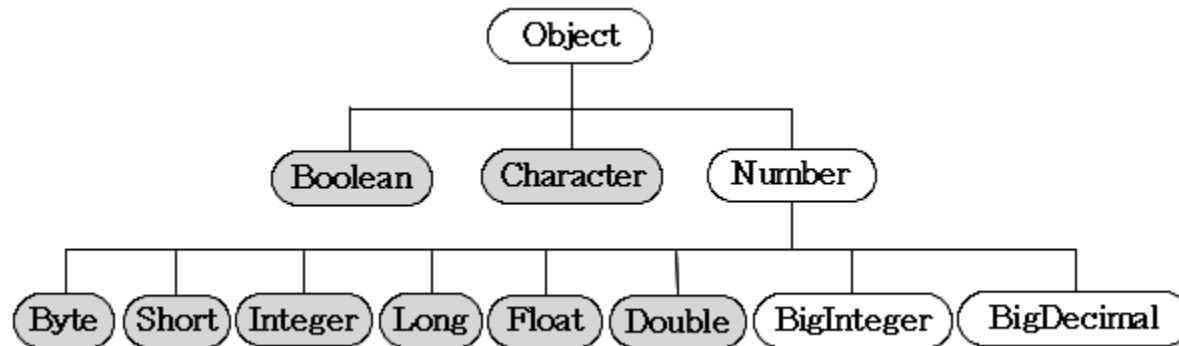 Object
Boolean Character Number
Byte Short Integer Long Float Double BigInteger BigDecimal